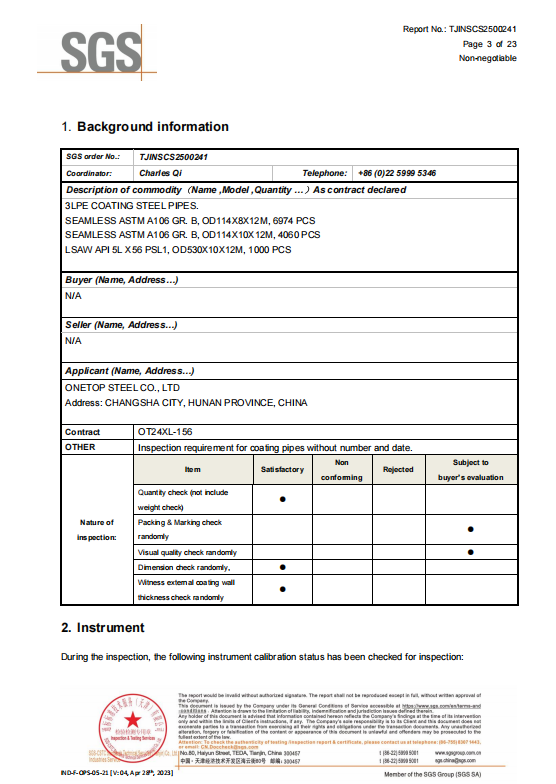 SGS
Report No.: TJINSCS2500241
Page 3 of 23
Non-negotiable
1. Background information
SGS order No.: TJINSCS2500241
Coordinator: Charles Qi Telephone: +86 (0)22 5999 5346
Description of commodity (Name ,Model ,Quantity …) As contract declared
3LPE COATING STEEL PIPES.
SEAMLESS ASTM A106 GR. B, OD114X8X12M, 6974 PCS
SEAMLESS ASTM A106 GR. B, OD114X10X12M, 4060 PCS
LSAW API 5L X56 PSL1, OD530X10X12M, 1000 PCS
Buyer (Name, Address…)
N/A
Seller (Name, Address…)
N/A
Applicant (Name, Address…)
ONETOP STEEL CO., LTD
Address: CHANGSHA CITY, HUNAN PROVINCE, CHINA
Contract OT24XL-156
OTHER Inspection requirement for coating pipes without number and date.
Nature of inspection:
Item Satisfactory Non conforming Rejected Subject to buyer's evaluation
Quantity check (not include weight check) ●
Packing & Marking check randomly ●
Visual quality check randomly ●
Dimension check randomly, ●
Witness external coating wall thickness check randomly ●
2. Instrument
During the inspection, the following instrument calibration status has been checked for inspection:
The report would be invalid without authorized signature. The report shall not be reproduced except in full, without written approval of
the Company.
This document is issued by the Company under its General Conditions of Service accessible at
Attention is drawn to the limitation of liability, indemnification and jurisdiction issues defined therein.
Any holder of this document is advised that information contained hereon reflects the Company's findings at the time of its intervention
only and within the limits of Client's instructions, if any. The Company's sole responsibility is to its Client and this document does not
exonerate parties to a transaction from exercising all their rights and obligations under the transaction documents. Any unauthorized
alteration, forgery or falsification of the content or appearance of this document is unlawful and offenders may be prosecuted to the
fullest extent of the law.
Attention: To check the authenticity of testing/inspection report & certificate, please contact us at telephone:
or email: CN.Doccheck@sgs.com
No.80, Haiyun Street, TEDA, Tianjin, China 300457 t (86-22) 5999 5001 www.sgsgroup.com.cn
中国・天津经济技术开发区海云街80号 邮编: 300457 f (86-22) 5999 5001 www.sgs.com
IND-F-OPS-05-21 [V: 04, Apr 28th, 2023]
Member of the SGS Group (SGS SA)